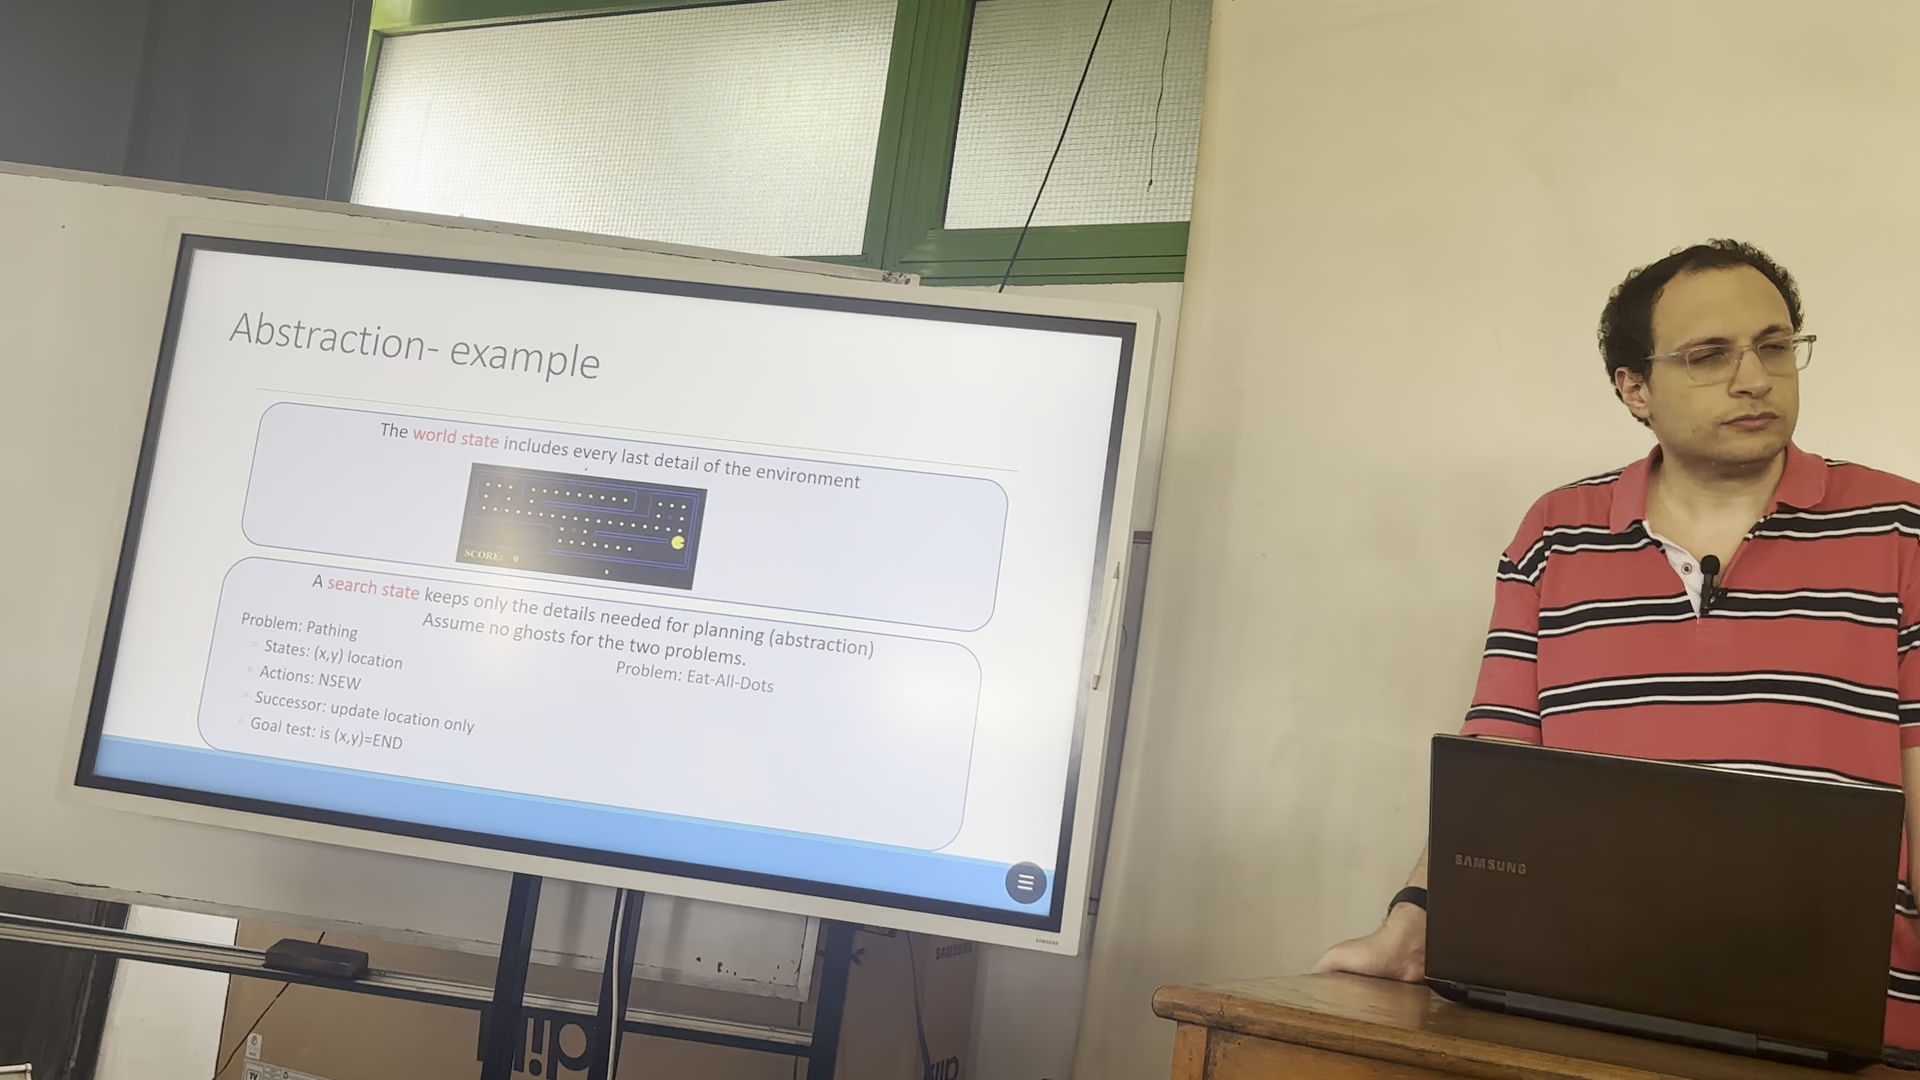 Abstraction- example
The world state includes every last detail of the environment
SCORE: 0
A search state keeps only the details needed for planning (abstraction)
Assume no ghosts for the two problems.
Problem: Pathing
States: (x,y) location
Actions: NSEW
Successor: update location only
Goal test: is (x,y)=END
Problem: Eat-All-Dots
SAMSUNG
SAMSUNG
SAMSUNG